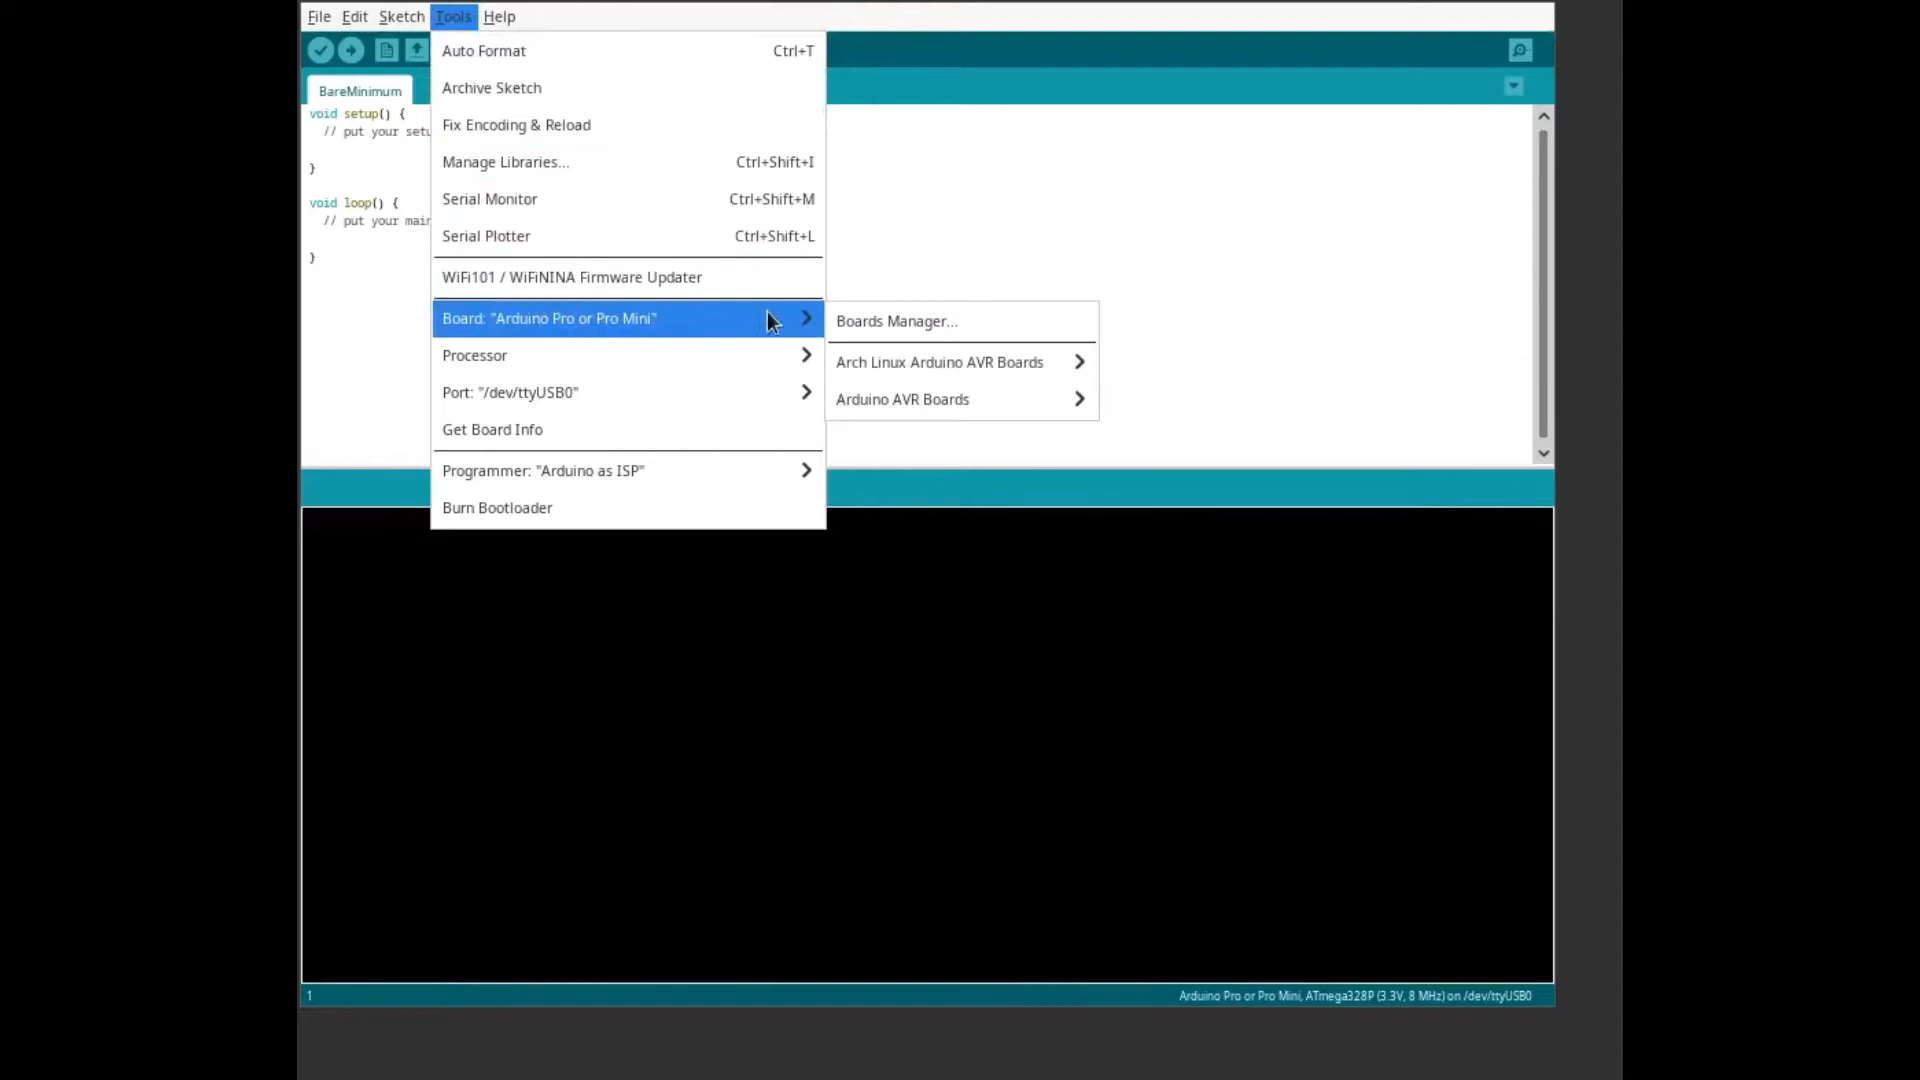 File Edit Sketch Tools Help
Auto Format Ctrl+T
Archive Sketch
Fix Encoding & Reload
Manage Libraries... Ctrl+Shift+I
Serial Monitor Ctrl+Shift+M
Serial Plotter Ctrl+Shift+L
WiFi101 / WiFiNINA Firmware Updater
Board: "Arduino Pro or Pro Mini"
Processor
Port: "/dev/ttyUSB0"
Get Board Info
Programmer: "Arduino as ISP"
Burn Bootloader
Boards Manager...
Arch Linux Arduino AVR Boards
Arduino AVR Boards
BareMinimum
void setup() {
// put your setu
}
void loop() {
// put your main
}
1 Arduino Pro or Pro Mini, ATmega328P (3.3V, 8 MHz) on /dev/ttyUSB0